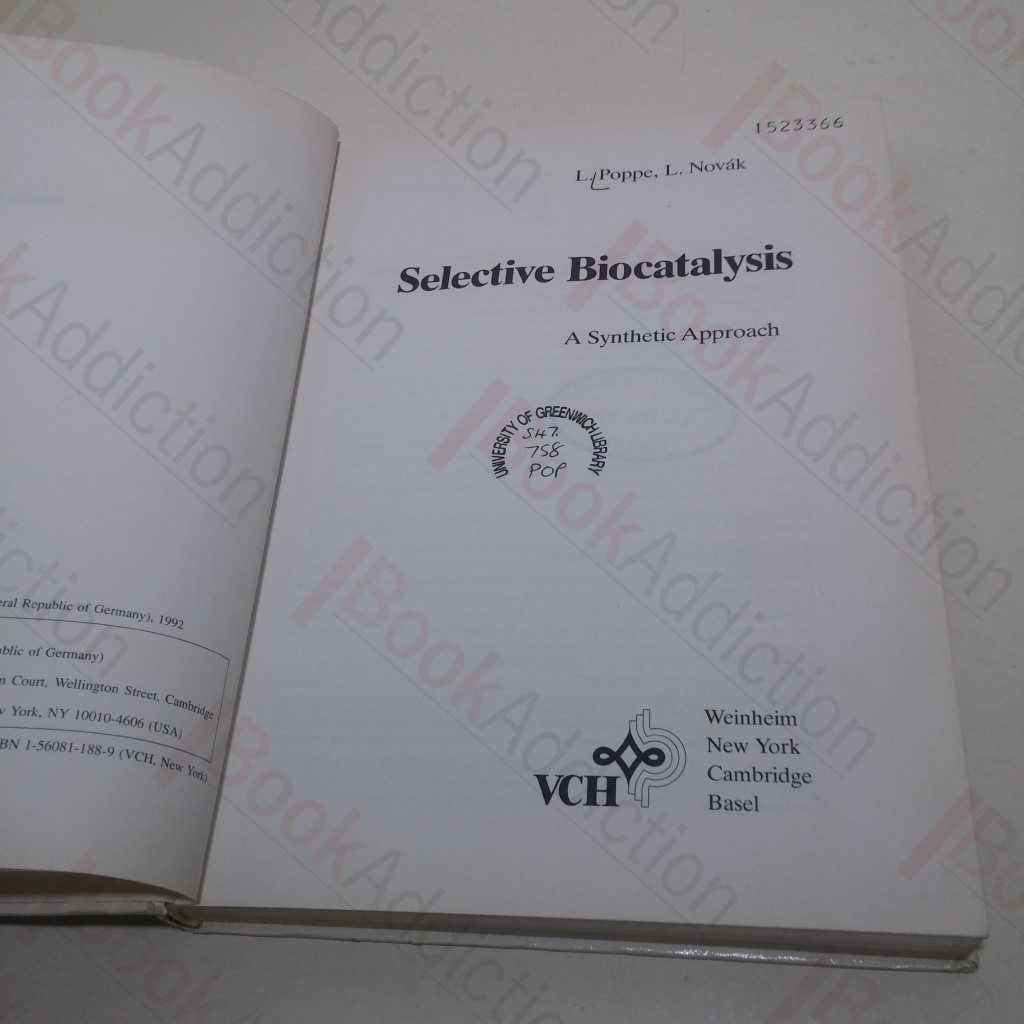 eral Republic of Germany), 1992
blic of Germany)
n Court, Wellington Street, Cambridge
w York, NY 10010-4606 (USA)
BN 1-56081-188-9 (VCH, New York)
1523366
L. Poppe, L. Novák
Selective Biocatalysis
A Synthetic Approach
UNIVERSITY OF GREENWICH LIBRARY
547.
758
POP
VCH
Weinheim
New York
Cambridge
Basel
BookAddiction